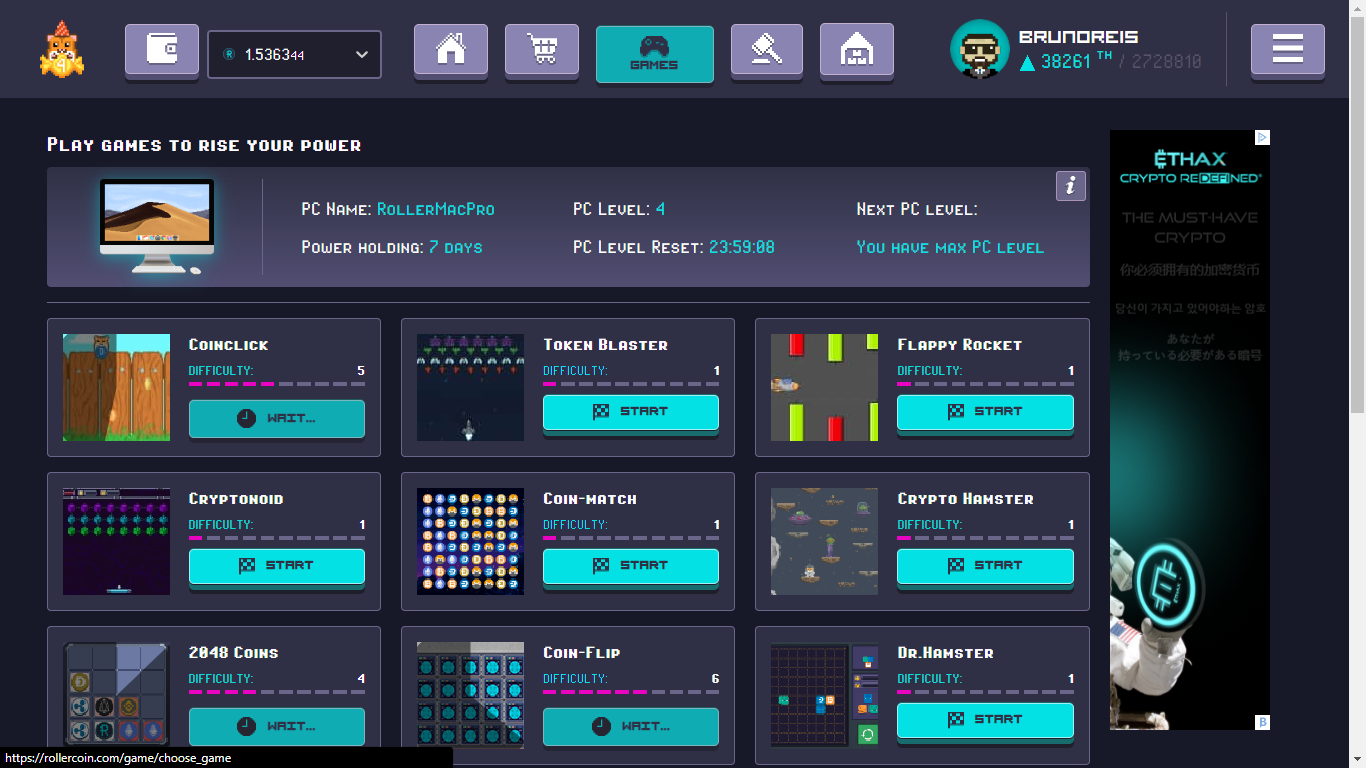 1.536344
GAMES
BRUNOREIS
38261 TH / 2728810
PLAY GAMES TO RISE YOUR POWER
PC NAME: ROLLERMACPRO
PC LEVEL: 4
NEXT PC LEVEL:
POWER HOLDING: 7 DAYS
PC LEVEL RESET: 23:59:08
YOU HAVE MAX PC LEVEL
COINCLICK
DIFFICULTY: 5
WAIT...
TOKEN BLASTER
DIFFICULTY: 1
START
FLAPPY ROCKET
DIFFICULTY: 1
START
CRYPTONOID
DIFFICULTY: 1
START
COIN-MATCH
DIFFICULTY: 1
START
CRYPTO HAMSTER
DIFFICULTY: 1
START
2048 COINS
DIFFICULTY: 4
WAIT...
COIN-FLIP
DIFFICULTY: 6
WAIT...
DR.HAMSTER
DIFFICULTY: 1
START
ETHAX
CRYPTO REDEFINED
THE MUST-HAVE
CRYPTO
你必须拥有的加密货币
당신이 가지고 있어야하는 암호
あなたが
持っている必要がある暗号
https://rollercoin.com/game/choose_game